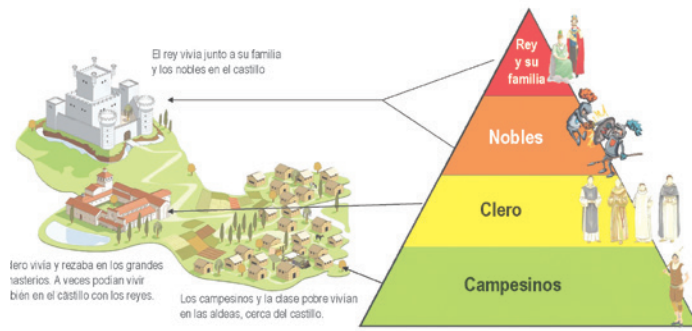 El rey vivía junto a su familia
y los nobles en el castillo
Rey
y su
familia
Nobles
Clero
Campesinos
lero vivía y rezaba en los grandes
nasterios. A veces podían vivir
bién en el castillo con los reyes.
Los campesinos y la clase pobre vivían
en las aldeas, cerca del castillo.